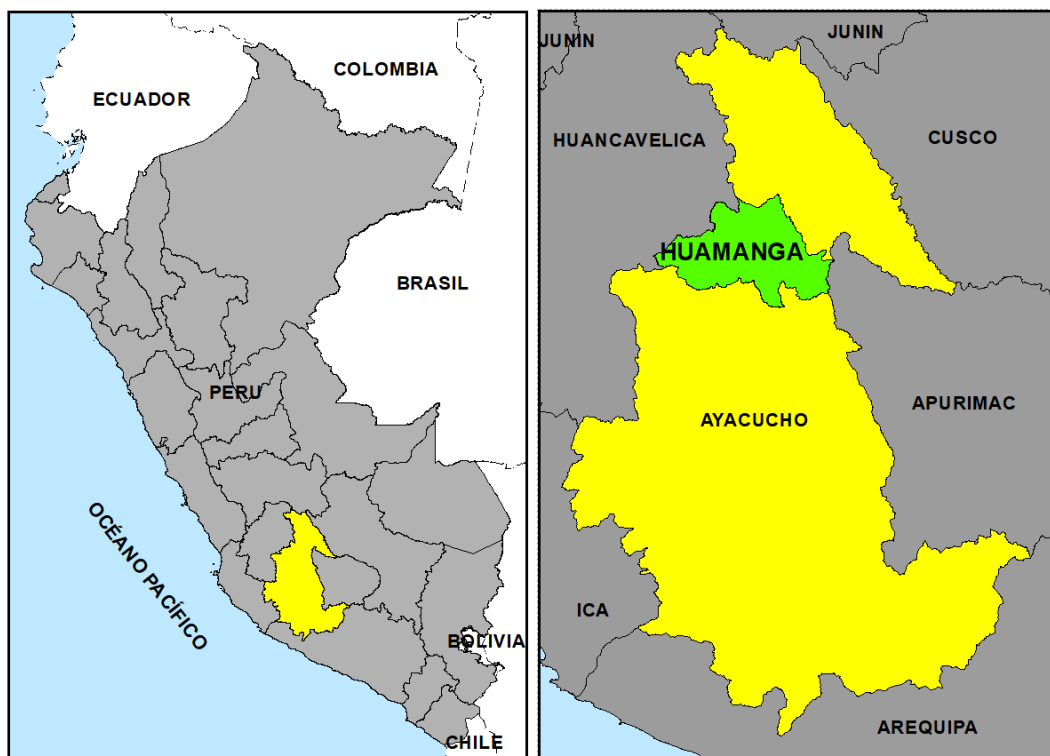 COLOMBIA
ECUADOR
BRASIL
PERU
OCÉANO PACÍFICO
BOLIVIA
CHILE
JUNIN
JUNIN
HUANCAVELICA
CUSCO
HUAMANGA
AYACUCHO
APURIMAC
ICA
AREQUIPA